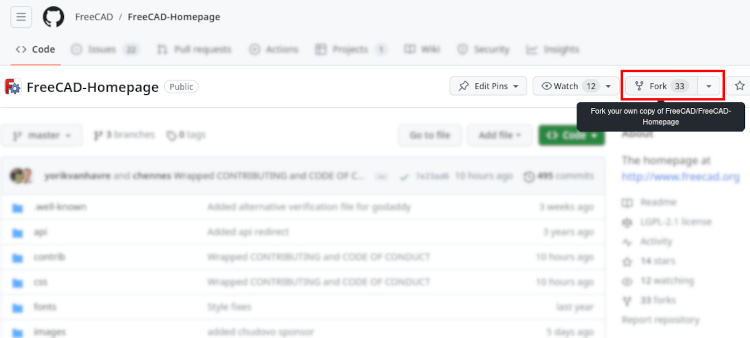 FreeCAD / FreeCAD-Homepage
Code Issues 22 Pull requests Actions Projects 1 Wiki Security Insights
FreeCAD-Homepage Public Edit Pins Watch 12 Fork 33
Fork your own copy of FreeCAD/FreeCAD-
Homepage
master 3 branches 0 tags Go to file Add file Code
About
yorikvanhavre and chennes Wrapped CONTRIBUTING and CODE OF C... 10 hours ago 495 commits
The homepage at
http://www.freecad.org
.well-known Added alternative verification file for godaddy 3 weeks ago
Readme
api Added api redirect 3 years ago
LGPL-2.1 license
Activity
contrib Wrapped CONTRIBUTING and CODE OF CONDUCT 10 hours ago
14 stars
css Wrapped CONTRIBUTING and CODE OF CONDUCT 10 hours ago
12 watching
33 forks
fonts Style fixes last year
Report repository
images added chudovo sponsor 5 days ago